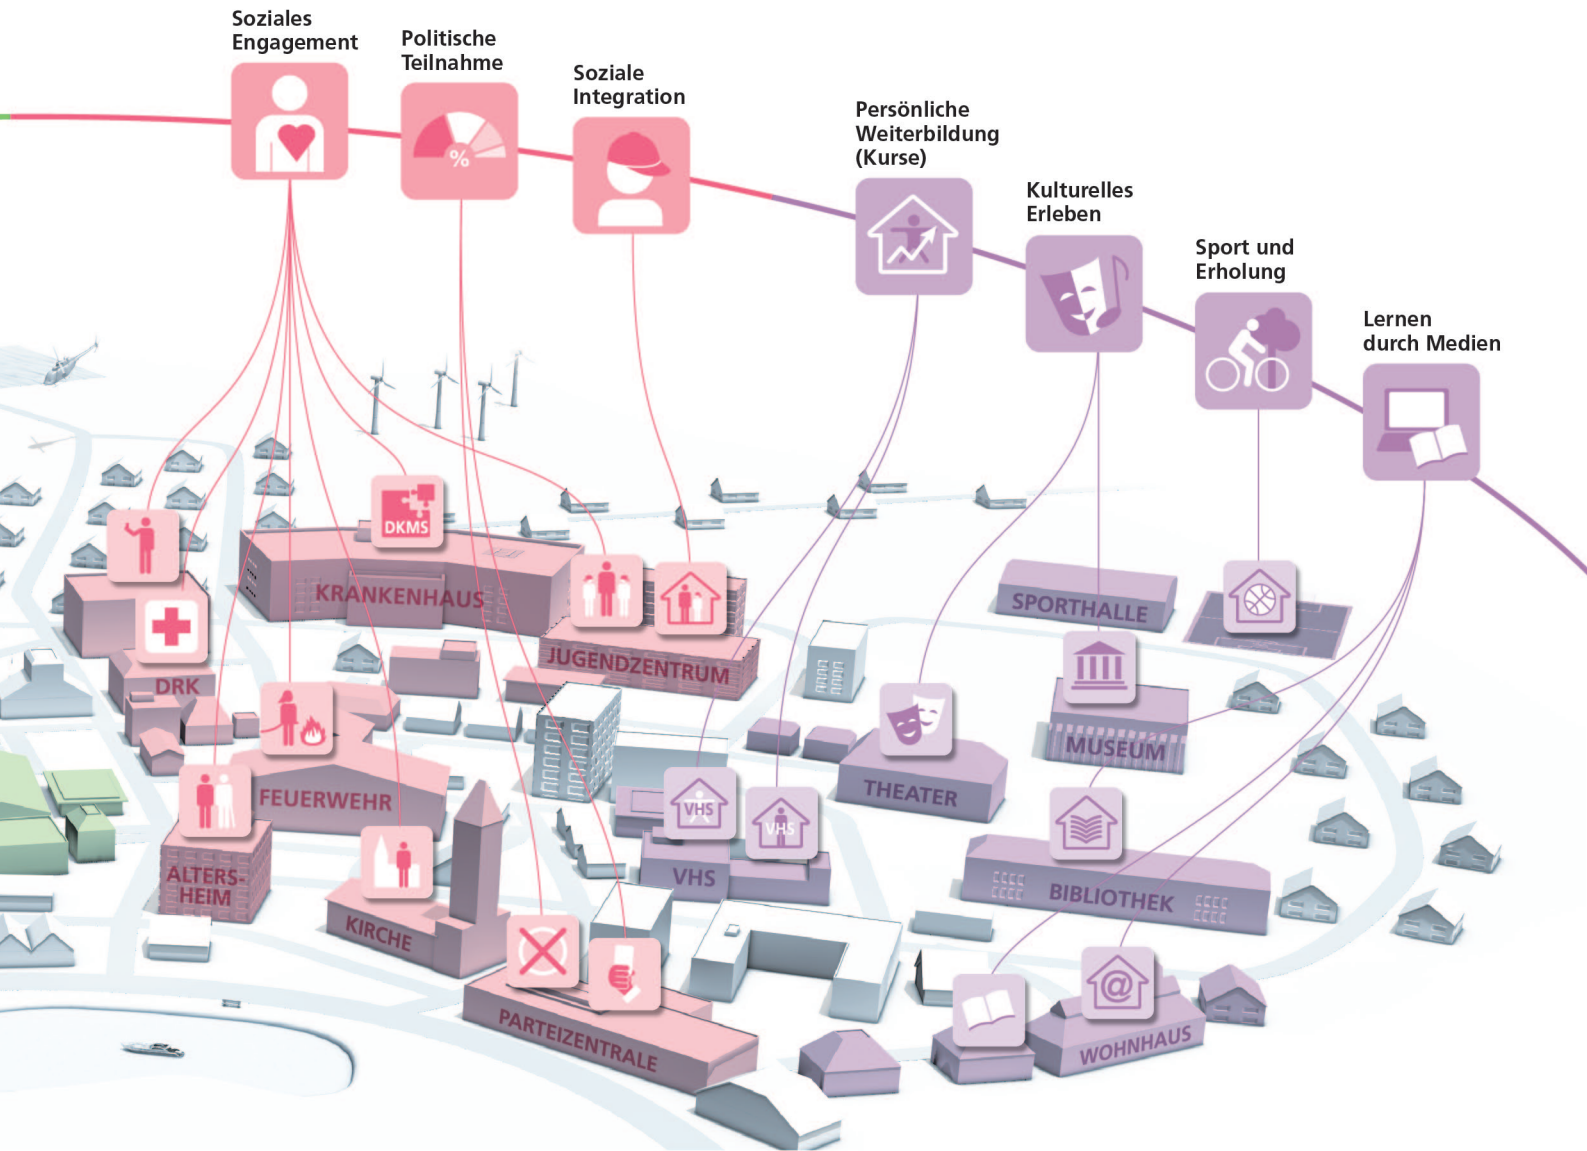 Soziales
Engagement
Politische
Teilnahme
Soziale
Integration
Persönliche
Weiterbildung
(Kurse)
Kulturelles
Erleben
Sport und
Erholung
Lernen
durch Medien
%
DKMS
KRANKENHAUS
SPORTHALLE
JUGENDZENTRUM
DRK
MUSEUM
THEATER
FEUERWEHR
VHS
VHS
VHS
ALTERS-
HEIM
BIBLIOTHEK
KIRCHE
@
PARTEIZENTRALE
WOHNHAUS